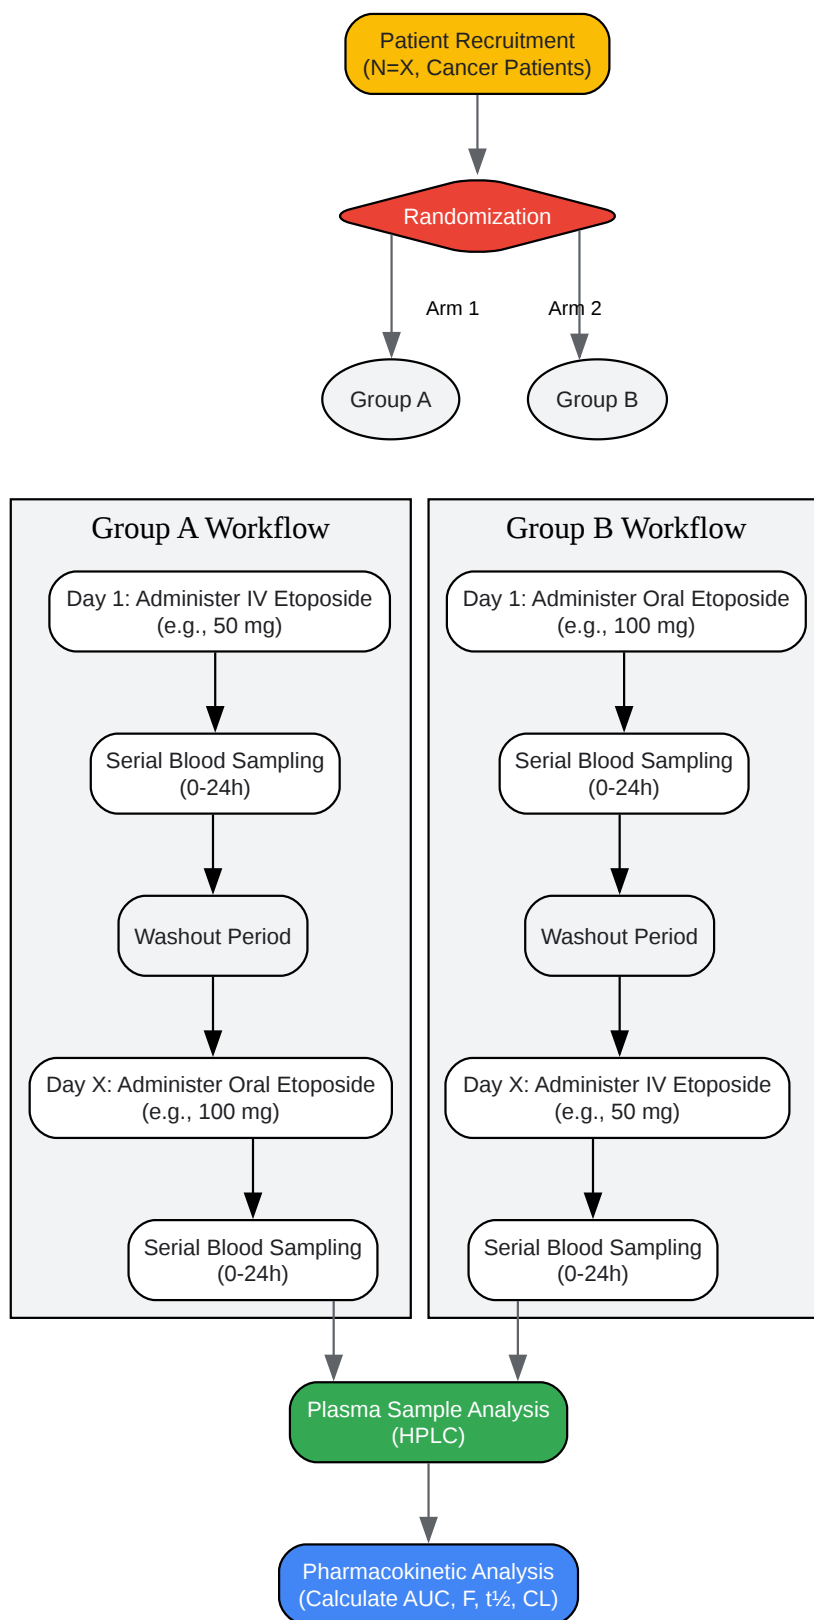 Patient Recruitment
(N=X, Cancer Patients)
Randomization
Arm 1
Arm 2
Group A
Group B
Group A Workflow
Day 1: Administer IV Etoposide
(e.g., 50 mg)
Serial Blood Sampling
(0-24h)
Washout Period
Day X: Administer Oral Etoposide
(e.g., 100 mg)
Serial Blood Sampling
(0-24h)
Group B Workflow
Day 1: Administer Oral Etoposide
(e.g., 100 mg)
Serial Blood Sampling
(0-24h)
Washout Period
Day X: Administer IV Etoposide
(e.g., 50 mg)
Serial Blood Sampling
(0-24h)
Plasma Sample Analysis
(HPLC)
Pharmacokinetic Analysis
(Calculate AUC, F, t½, CL)